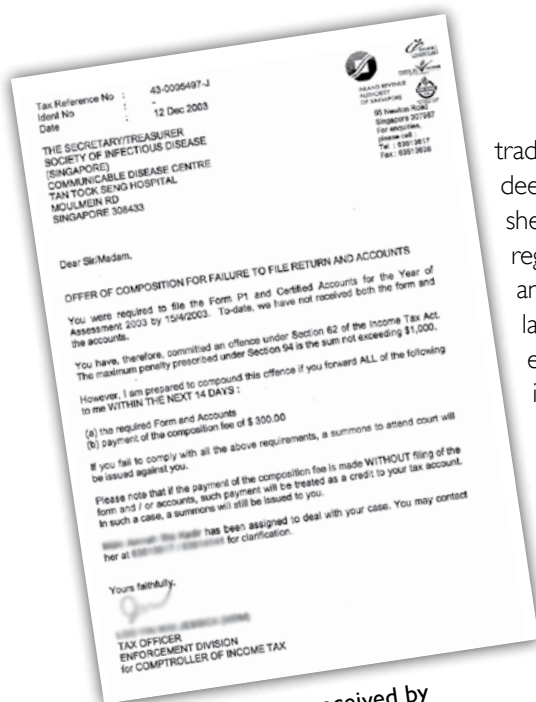 Tax Reference No : 43-0005497-J
Ident No : -
Date : 12 Dec 2003
INLAND REVENUE
AUTHORITY
OF SINGAPORE
55 Newton Road
Singapore 307987
For enquiries,
please call
Tel : 63513617
Fax : 63513636
THE SECRETARY/TREASURER
SOCIETY OF INFECTIOUS DISEASE
(SINGAPORE)
COMMUNICABLE DISEASE CENTRE
TAN TOCK SENG HOSPITAL
MOULMEIN RD
SINGAPORE 308433
Dear Sir/Madam,
OFFER OF COMPOSITION FOR FAILURE TO FILE RETURN AND ACCOUNTS
You were required to file the Form P1 and Certified Accounts for the Year of
Assessment 2003 by 15/4/2003. To-date, we have not received both the form and
the accounts.
You have, therefore, committed an offence under Section 62 of the Income Tax Act.
The maximum penalty prescribed under Section 94 is the sum not exceeding $1,000.
However, I am prepared to compound this offence if you forward ALL of the following
to me WITHIN THE NEXT 14 DAYS :
(a) the required Form and Accounts
(b) payment of the composition fee of $ 300.00
If you fail to comply with all the above requirements, a summons to attend court will
be issued against you.
Please note that if the payment of the composition fee is made WITHOUT filing of the
form and / or accounts, such payment will be treated as a credit to your tax account.
In such a case, a summons will still be issued to you.
has been assigned to deal with your case. You may contact
her at for clarification.
Yours faithfully,
TAX OFFICER
ENFORCEMENT DIVISION
for COMPTROLLER OF INCOME TAX
trad
dee
she
reg
ar
la
e
i
ceived by